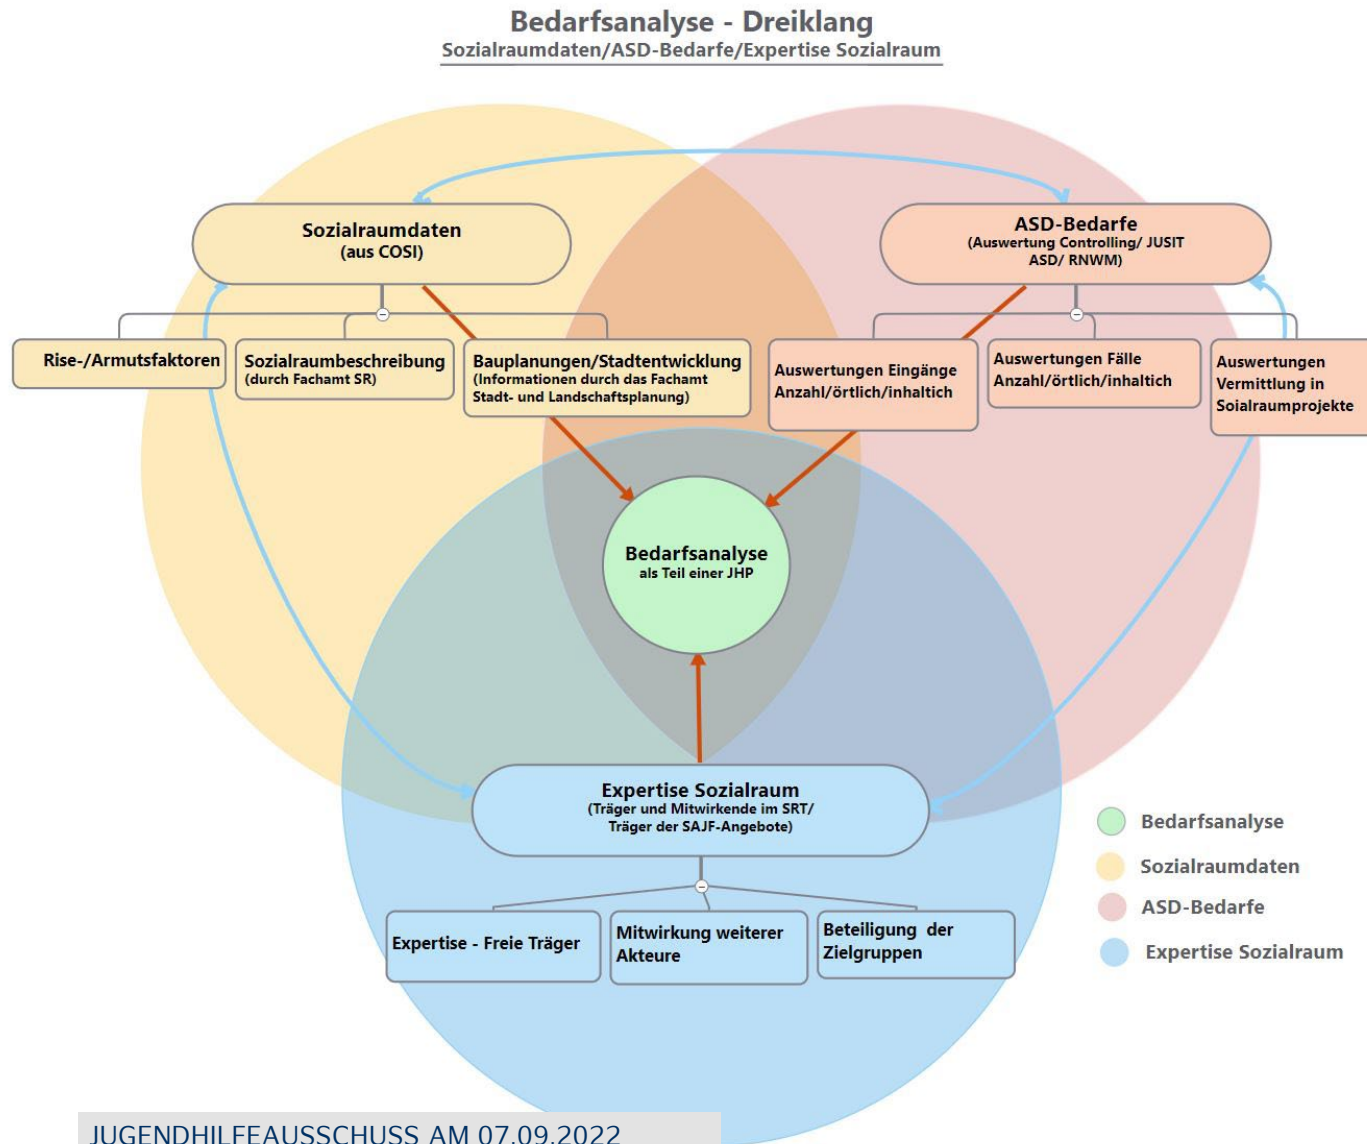 Bedarfsanalyse - Dreiklang
Sozialraumdaten/ASD-Bedarfe/Expertise Sozialraum
Sozialraumdaten
(aus COSI)
ASD-Bedarfe
(Auswertung Controlling/ JUSIT
ASD/ RNWM)
Rise-/Armutsfaktoren
Sozialraumbeschreibung
(durch Fachamt SR)
Bauplanungen/Stadtentwicklung
(Informationen durch das Fachamt
Stadt- und Landschaftsplanung)
Auswertungen Eingänge
Anzahl/örtlich/inhaltich
Auswertungen Fälle
Anzahl/örtlich/inhaltich
Auswertungen
Vermittlung in
Soialraumprojekte
Bedarfsanalyse
als Teil einer JHP
Expertise Sozialraum
(Träger und Mitwirkende im SRT/
Träger der SAJF-Angebote)
Expertise - Freie Träger
Mitwirkung weiterer
Akteure
Beteiligung der
Zielgruppen
Bedarfsanalyse
Sozialraumdaten
ASD-Bedarfe
Expertise Sozialraum
JUGENDHILFEAUSSCHUSS AM 07.09.2022